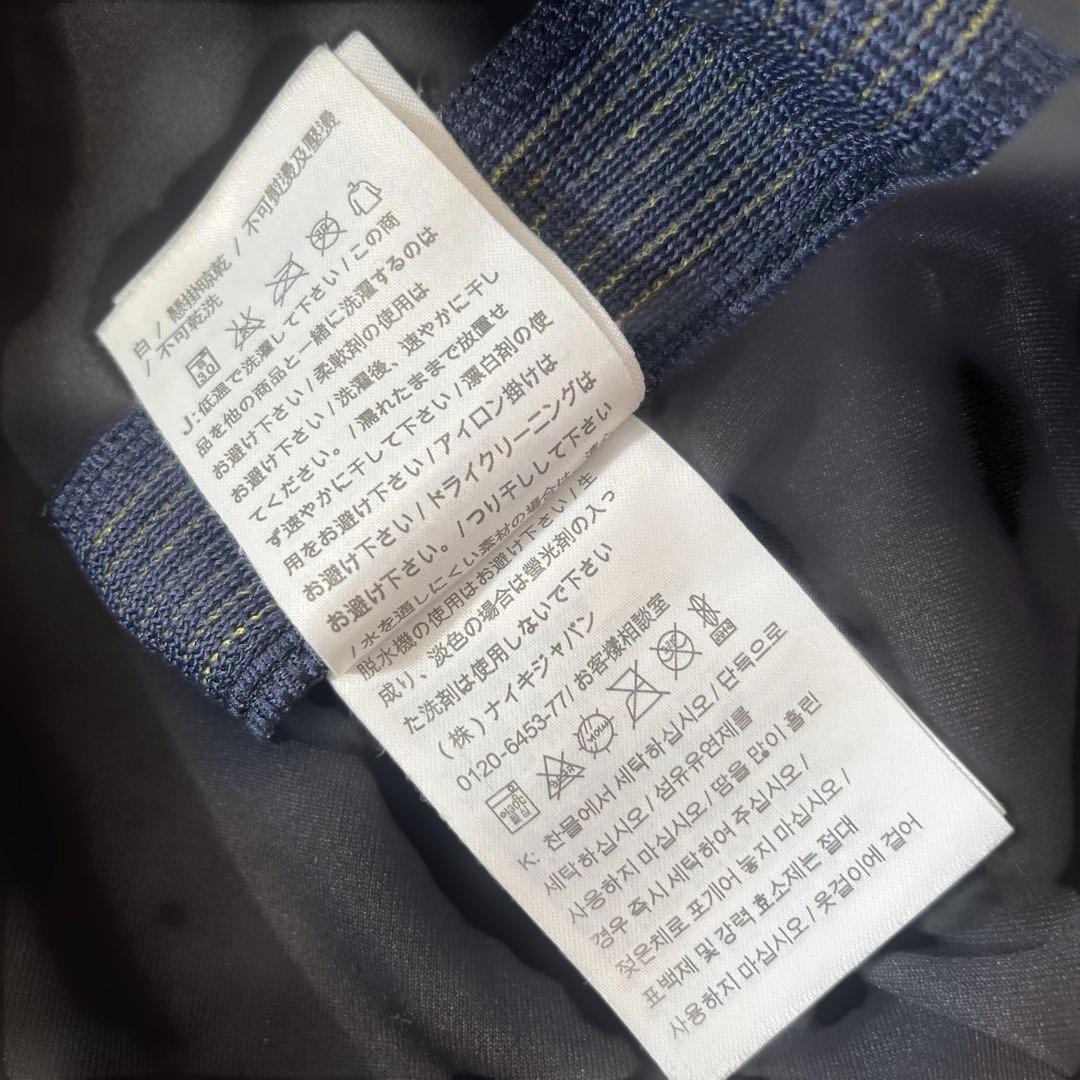 白 / 懸掛晾乾 / 不可熨燙及壓燙
/ 不可乾洗
J: 低温で洗濯して下さい / この商
品を他の商品と一緒に洗濯するのは
お避け下さい / 柔軟剤の使用は
お避け下さい / 洗濯後、速やかに干し
てください。 / 濡れたままで放置せ
ず速やかに干して下さい / 漂白剤の使
用をお避け下さい / アイロン掛けは
お避け下さい / ドライクリーニングは
お避け下さい。 / つり干しして下さい
/ 水を通しにくい素材の場合は、
脱水機の使用はお避け下さい / 生
成り、淡色の場合は螢光剤の入っ
た洗剤は使用しないで下さい
(株) ナイキジャパン
0120-6453-77/ お客様相談室
K: 찬물에서 세탁하십시오 / 단독으로
세탁하십시오 / 섬유유연제를
사용하지 마십시오 / 땀을 많이 흘린
경우 즉시 세탁하여 주십시오 /
젖은채로 포개어 놓지 마십시오 /
표백제 및 강력 효소제는 절대
사용하지 마십시오 / 옷걸이에 걸어